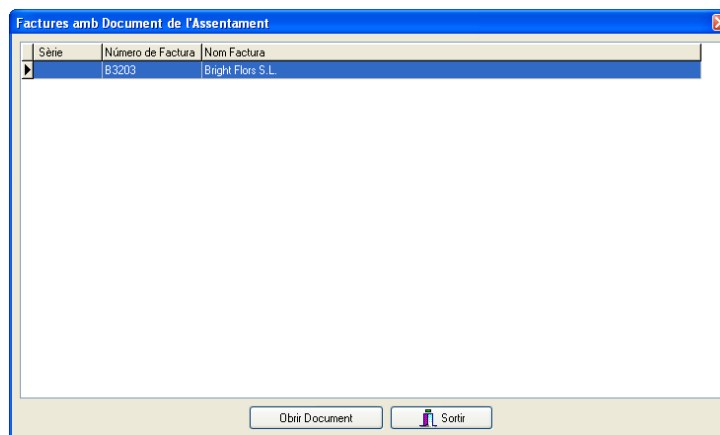 Factures amb Document de l'Assentament
Sèrie Número de Factura Nom Factura
B3203 Bright Flors S.L.
Obrir Document Sortir